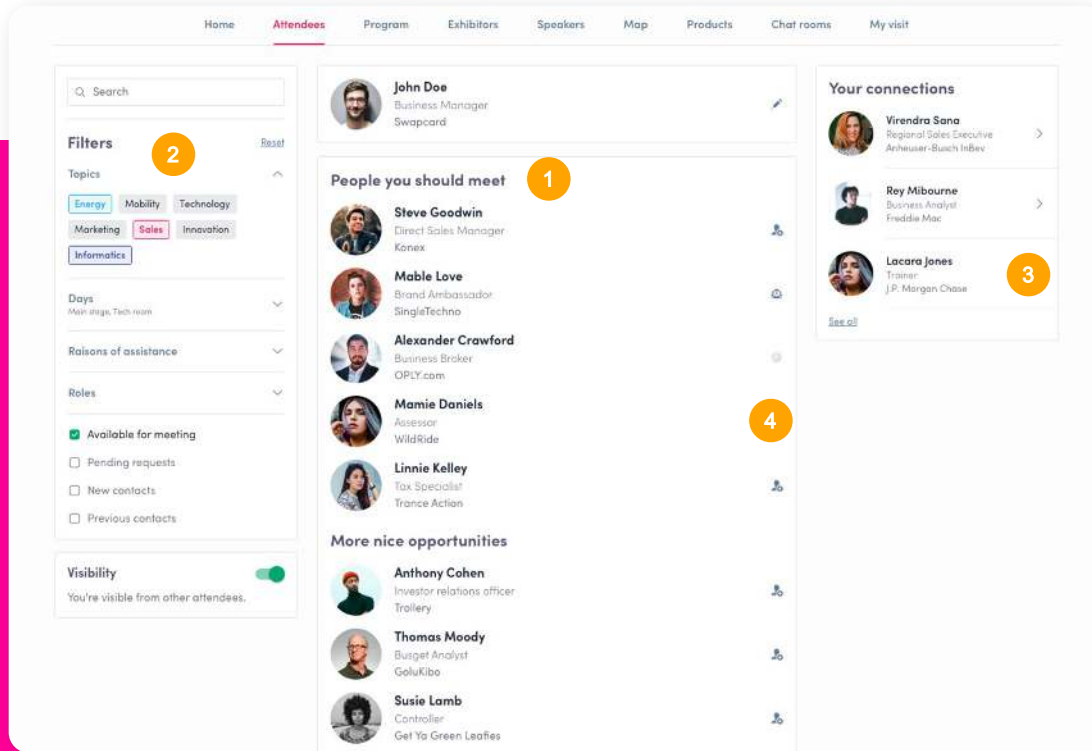 Home Attendees Program Exhibitors Speakers Map Products Chat rooms My visit
Search
Filters
2
Reset
Topics
Energy Mobility Technology
Marketing Sales Innovation
Informatics
Days
Main stage, Tech room
Raisons of assistance
Roles
Available for meeting
Pending requests
New contacts
Previous contacts
Visibility
You're visible from other attendees.
John Doe
Business Manager
Swapcard
People you should meet
1
Steve Goodwin
Direct Sales Manager
Konex
Mable Love
Brand Ambassador
SingleTechno
Alexander Crawford
Business Broker
OPLY.com
Mamie Daniels
Assessor
WildRide
4
Linnie Kelley
Tax Specialist
Trance Action
More nice opportunities
Anthony Cohen
Investor relations officer
Trollery
Thomas Moody
Busget Analyst
GoluKibo
Susie Lamb
Controller
Get Ya Green Leafies
Your connections
Virendra Sana
Regional Sales Executive
Anheuser-Busch InBev
Rey Mibourne
Business Analyst
Freddie Mac
Lacara Jones
Trainer
J.P. Morgan Chase
3
See all